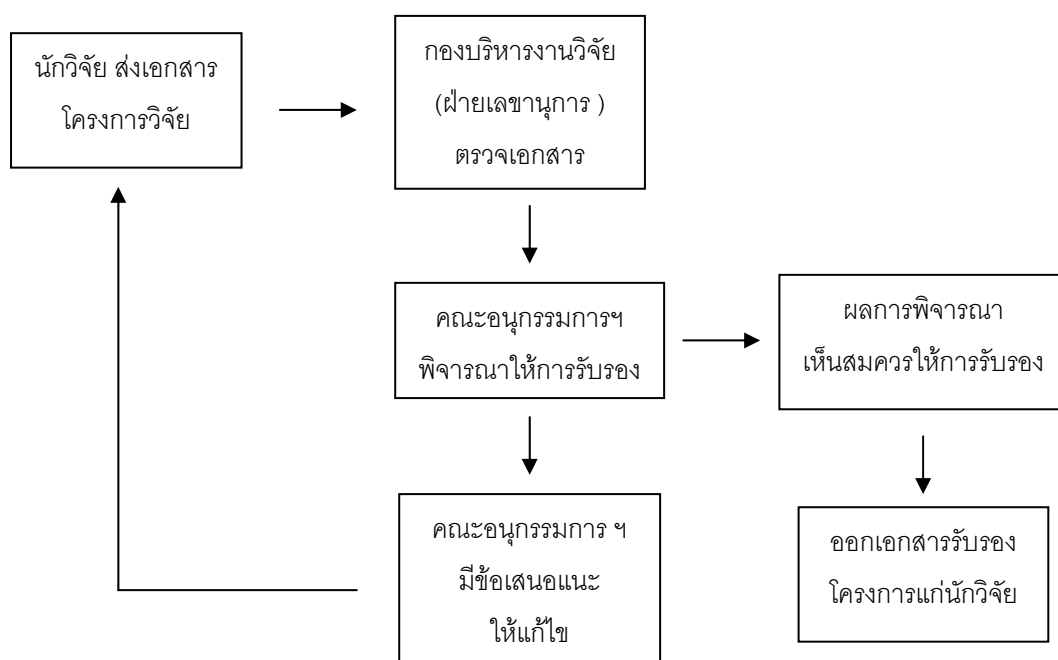 นักวิจัย ส่งเอกสาร
โครงการวิจัย
กองบริหารงานวิจัย
(ฝ่ายเลขานุการ )
ตรวจเอกสาร
คณะอนุกรรมการฯ
พิจารณาให้การรับรอง
ผลการพิจารณา
เห็นสมควรให้การรับรอง
คณะอนุกรรมการ ฯ
มีข้อเสนอแนะ
ให้แก้ไข
ออกเอกสารรับรอง
โครงการแก่นักวิจัย